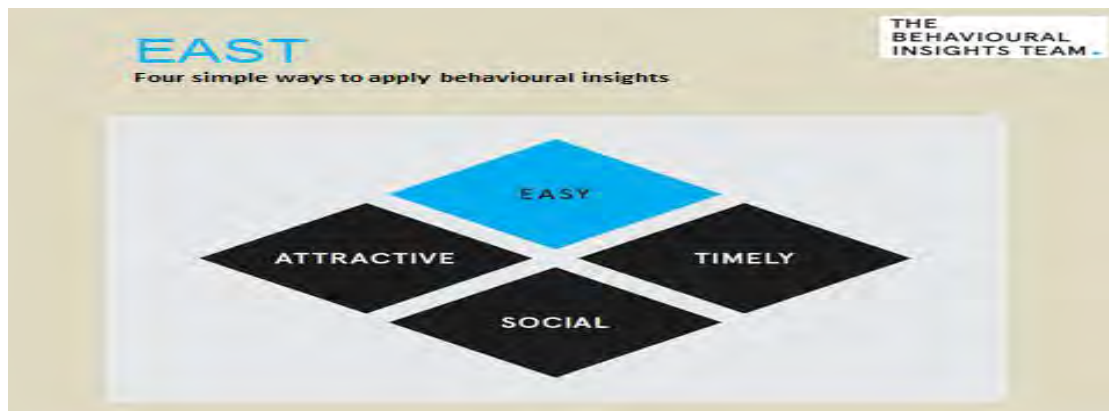 EAST
Four simple ways to apply behavioural insights
THE
BEHAVIOURAL
INSIGHTS TEAM.
EASY
ATTRACTIVE
TIMELY
SOCIAL